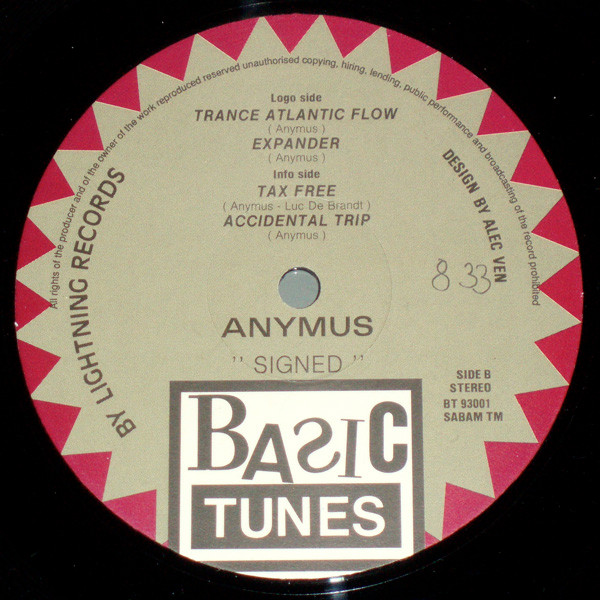 All rights of the producer and of the owner of the work reproduced reserved unauthorised copying, hiring, lending, public performance and broadcasting of the record prohibited
BY LIGHTNING RECORDS
DESIGN BY ALEC VEN
Logo side
TRANCE ATLANTIC FLOW
( Anymus )
EXPANDER
( Anymus )
Info side
TAX FREE
( Anymus - Luc De Brandt )
ACCIDENTAL TRIP
( Anymus )
8 33
ANYMUS
" SIGNED "
SIDE B
STEREO
BT 93001
SABAM TM
BASIC
TUNES